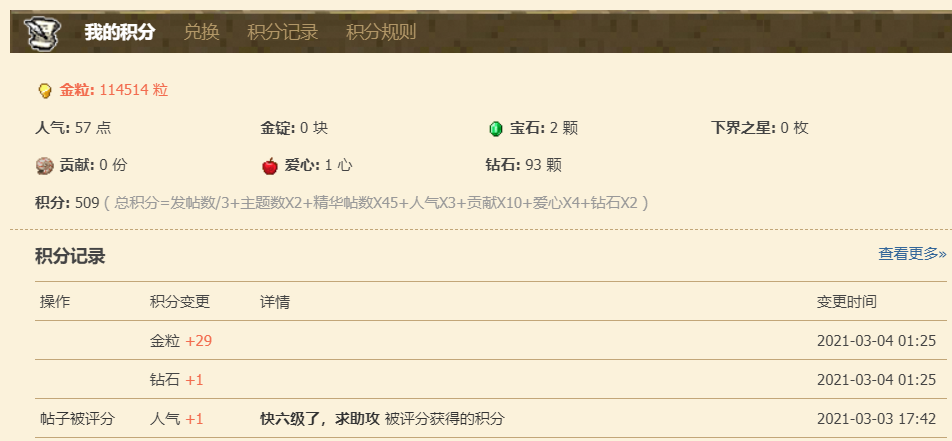 我的积分 兑换 积分记录 积分规则
金粒: 114514 粒
人气: 57 点 金锭: 0 块 宝石: 2 颗 下界之星: 0 枚
贡献: 0 份 爱心: 1 心 钻石: 93 颗
积分: 509 ( 总积分=发帖数/3+主题数X2+精华帖数X45+人气X3+贡献X10+爱心X4+钻石X2 )
积分记录 查看更多»
操作 积分变更 详情 变更时间
金粒 +29 2021-03-04 01:25
钻石 +1 2021-03-04 01:25
帖子被评分 人气 +1 快六级了，求助攻 被评分获得的积分 2021-03-03 17:42